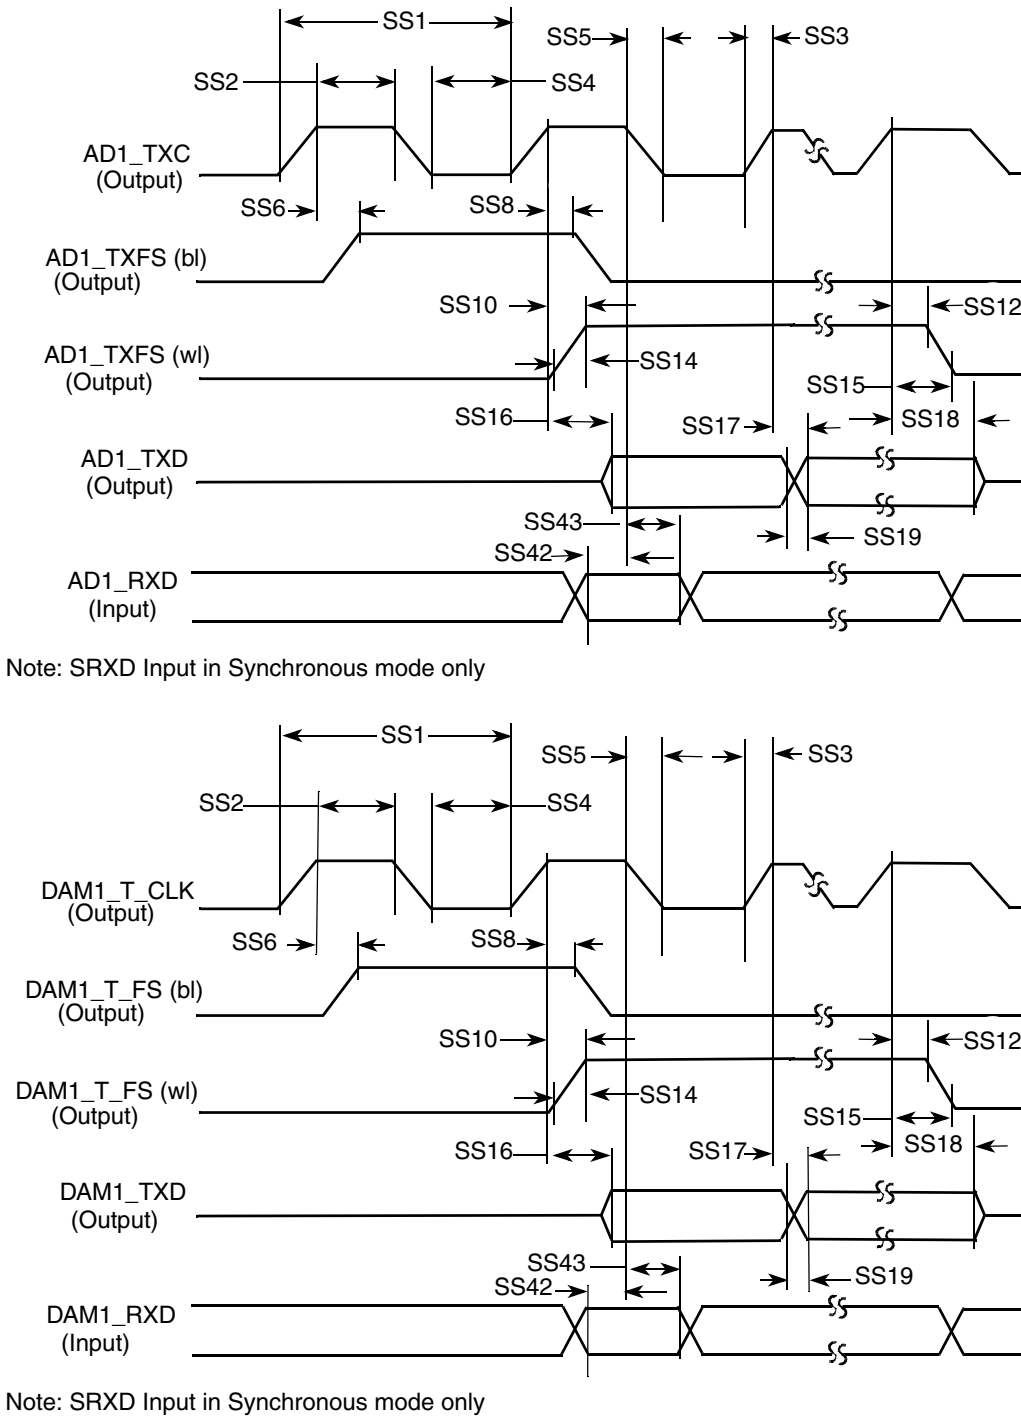 SS1
SS5
SS3
SS2
SS4
AD1_TXC
(Output)
SS6
SS8
AD1_TXFS (bl)
(Output)
SS10
SS12
AD1_TXFS (wl)
(Output)
SS14
SS15
SS16
SS17
SS18
AD1_TXD
(Output)
SS43
SS19
SS42
AD1_RXD
(Input)
Note: SRXD Input in Synchronous mode only
SS1
SS5
SS3
SS2
SS4
DAM1_T_CLK
(Output)
SS6
SS8
DAM1_T_FS (bl)
(Output)
SS10
SS12
DAM1_T_FS (wl)
(Output)
SS14
SS15
SS16
SS17
SS18
DAM1_TXD
(Output)
SS43
SS19
SS42
DAM1_RXD
(Input)
Note: SRXD Input in Synchronous mode only